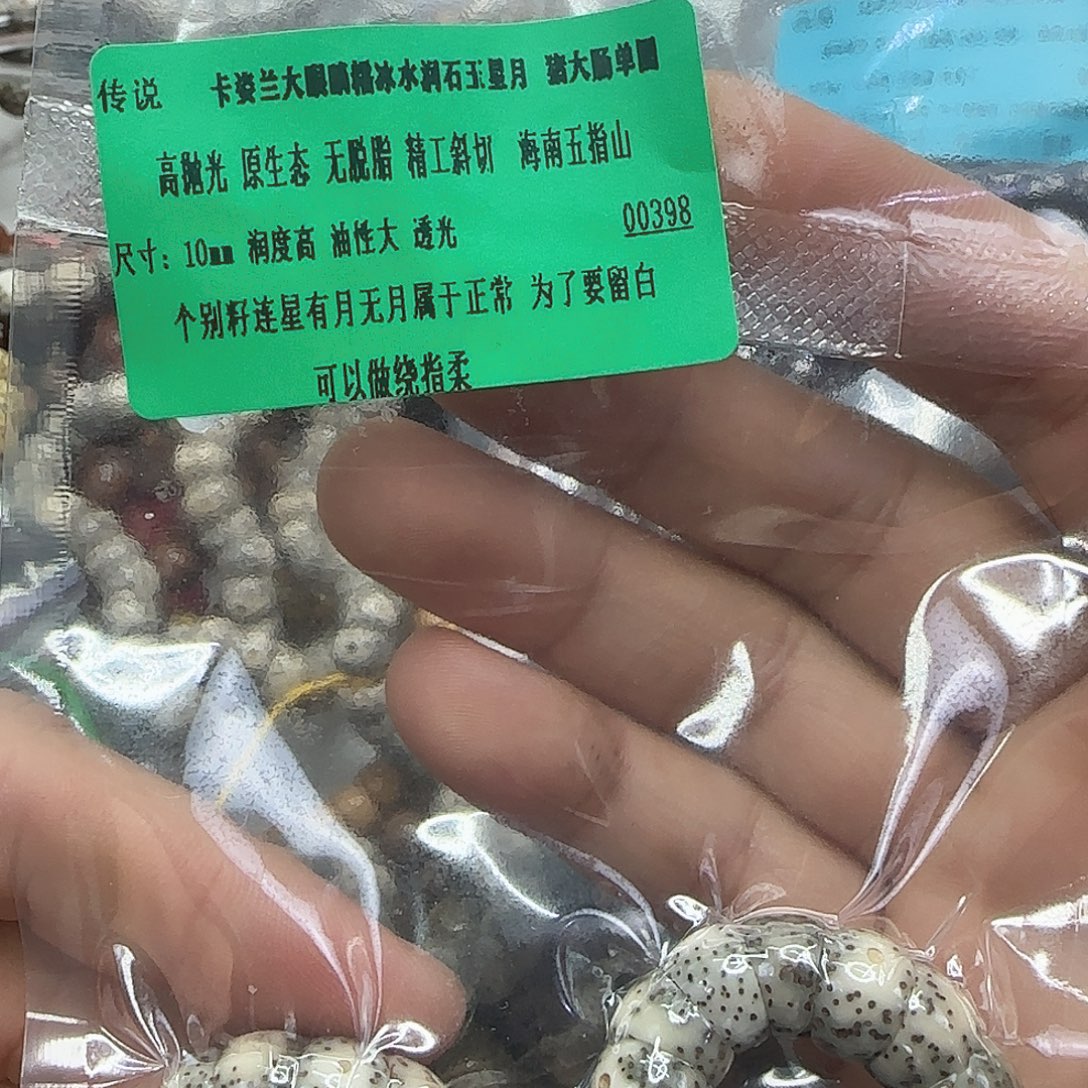 传说 卡姿兰大眼睛猫冰水润石玉星月 猪大肠单圈
高抛光 原生态 无脱脂 精工斜切 海南五指山
00398
尺寸：10mm 润度高 油性大 透光
个别籽连星有月无月属于正常 为了要留白
可以做绕指柔